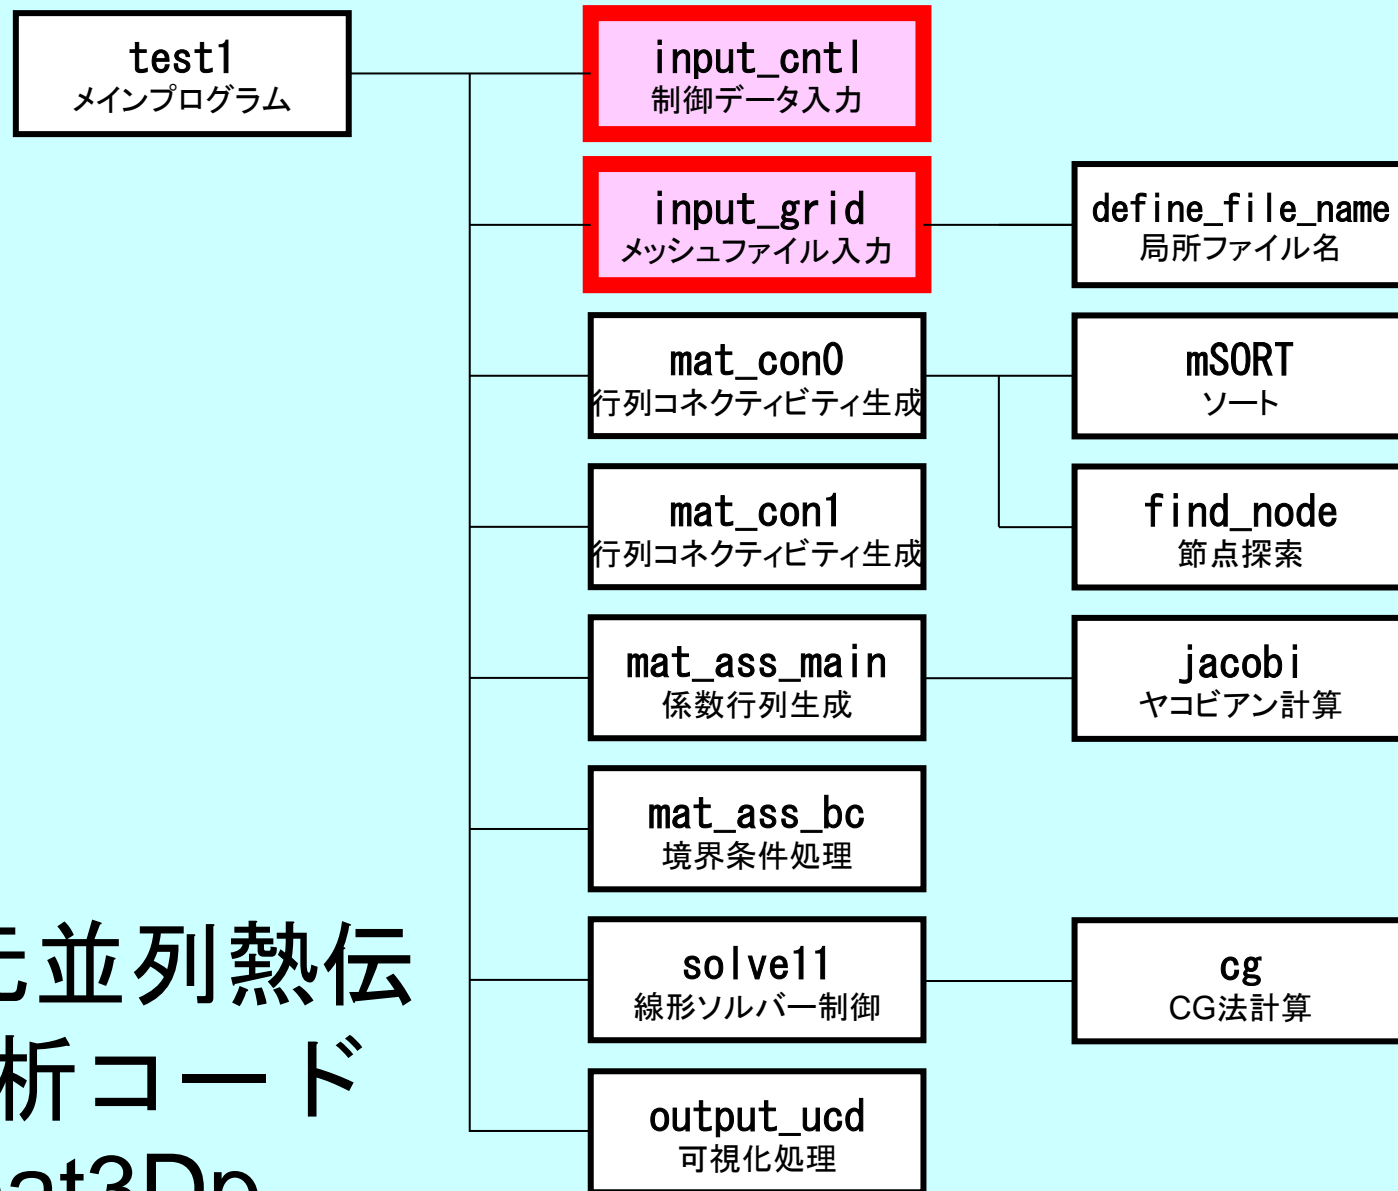 test1
メインプログラム
input_cntl
制御データ入力
input_grid
メッシュファイル入力
define_file_name
局所ファイル名
mat_con0
行列コネクティビティ生成
mSORT
ソート
find_node
節点探索
mat_con1
行列コネクティビティ生成
mat_ass_main
係数行列生成
jacobi
ヤコビアン計算
mat_ass_bc
境界条件処理
solve11
線形ソルバー制御
cg
CG法計算
output_ucd
可視化処理
元並列熱伝
析コード
at3Dp